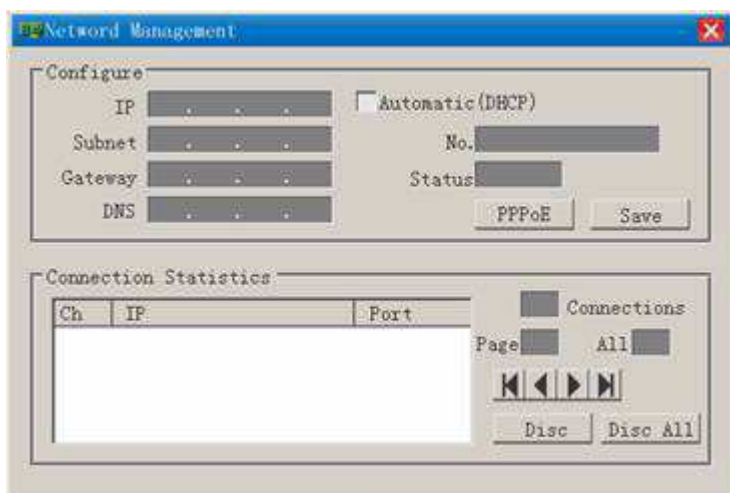 Netword Management
Configure
IP . . . Automatic(DHCP)
Subnet . . . No.
Gateway . . . Status
DNS . . . PPPoE Save
Connection Statistics
Ch IP Port Connections
Page All
Disc Disc All